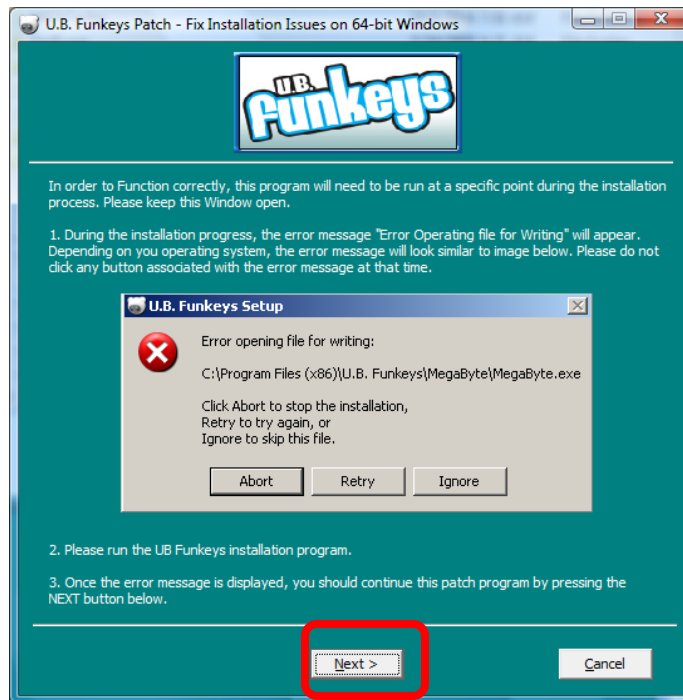 U.B. Funkeys Patch - Fix Installation Issues on 64-bit Windows
U.B.
funkeys
In order to Function correctly, this program will need to be run at a specific point during the installation
process. Please keep this Window open.
1. During the installation progress, the error message "Error Operating file for Writing" will appear.
Depending on you operating system, the error message will look similar to image below. Please do not
click any button associated with the error message at that time.
U.B. Funkeys Setup
Error opening file for writing:
C:\Program Files (x86)\U.B. Funkeys\MegaByte\MegaByte.exe
Click Abort to stop the installation,
Retry to try again, or
Ignore to skip this file.
Abort Retry Ignore
2. Please run the UB Funkeys installation program.
3. Once the error message is displayed, you should continue this patch program by pressing the
NEXT button below.
Next > Cancel